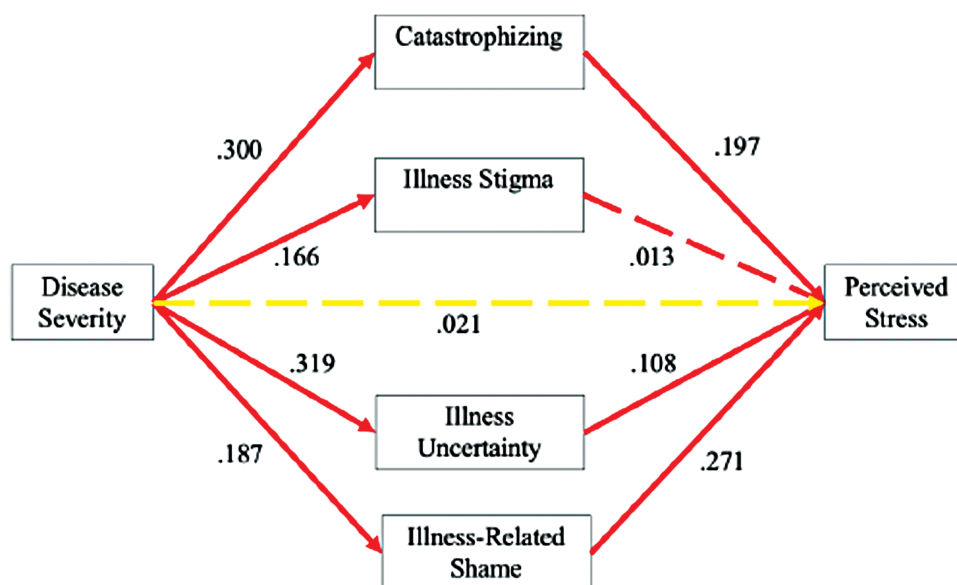 Catastrophizing
.300
.197
Illness Stigma
.166
.013
Disease
Severity
.021
Perceived
Stress
.319
.108
Illness
Uncertainty
.187
.271
Illness-Related
Shame